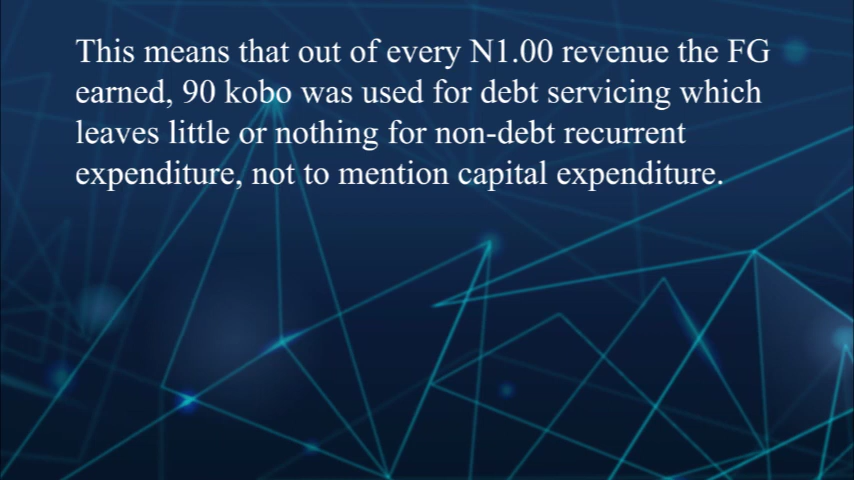 This means that out of every N1.00 revenue the FG
earned, 90 kobo was used for debt servicing which
leaves little or nothing for non-debt recurrent
expenditure, not to mention capital expenditure.